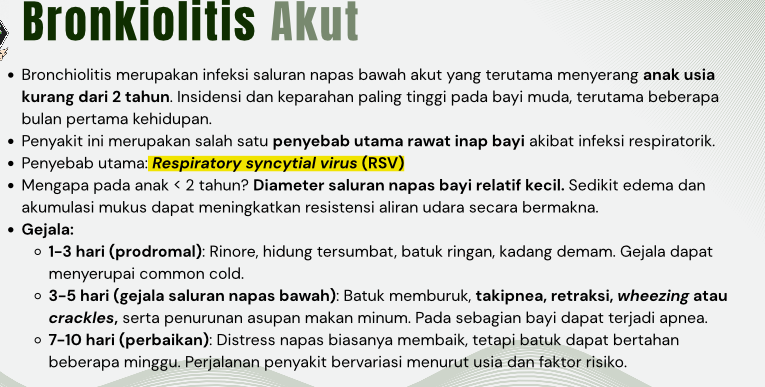 Bronkiolitis Akut
• Bronchiolitis merupakan infeksi saluran napas bawah akut yang terutama menyerang anak usia
kurang dari 2 tahun. Insidensi dan keparahan paling tinggi pada bayi muda, terutama beberapa
bulan pertama kehidupan.
• Penyakit ini merupakan salah satu penyebab utama rawat inap bayi akibat infeksi respiratorik.
• Penyebab utama: Respiratory syncytial virus (RSV)
• Mengapa pada anak < 2 tahun? Diameter saluran napas bayi relatif kecil. Sedikit edema dan
akumulasi mukus dapat meningkatkan resistensi aliran udara secara bermakna.
• Gejala:
○ 1-3 hari (prodromal): Rinore, hidung tersumbat, batuk ringan, kadang demam. Gejala dapat
menyerupai common cold.
○ 3-5 hari (gejala saluran napas bawah): Batuk memburuk, takipnea, retraksi, wheezing atau
crackles, serta penurunan asupan makan minum. Pada sebagian bayi dapat terjadi apnea.
○ 7-10 hari (perbaikan): Distress napas biasanya membaik, tetapi batuk dapat bertahan
beberapa minggu. Perjalanan penyakit bervariasi menurut usia dan faktor risiko.